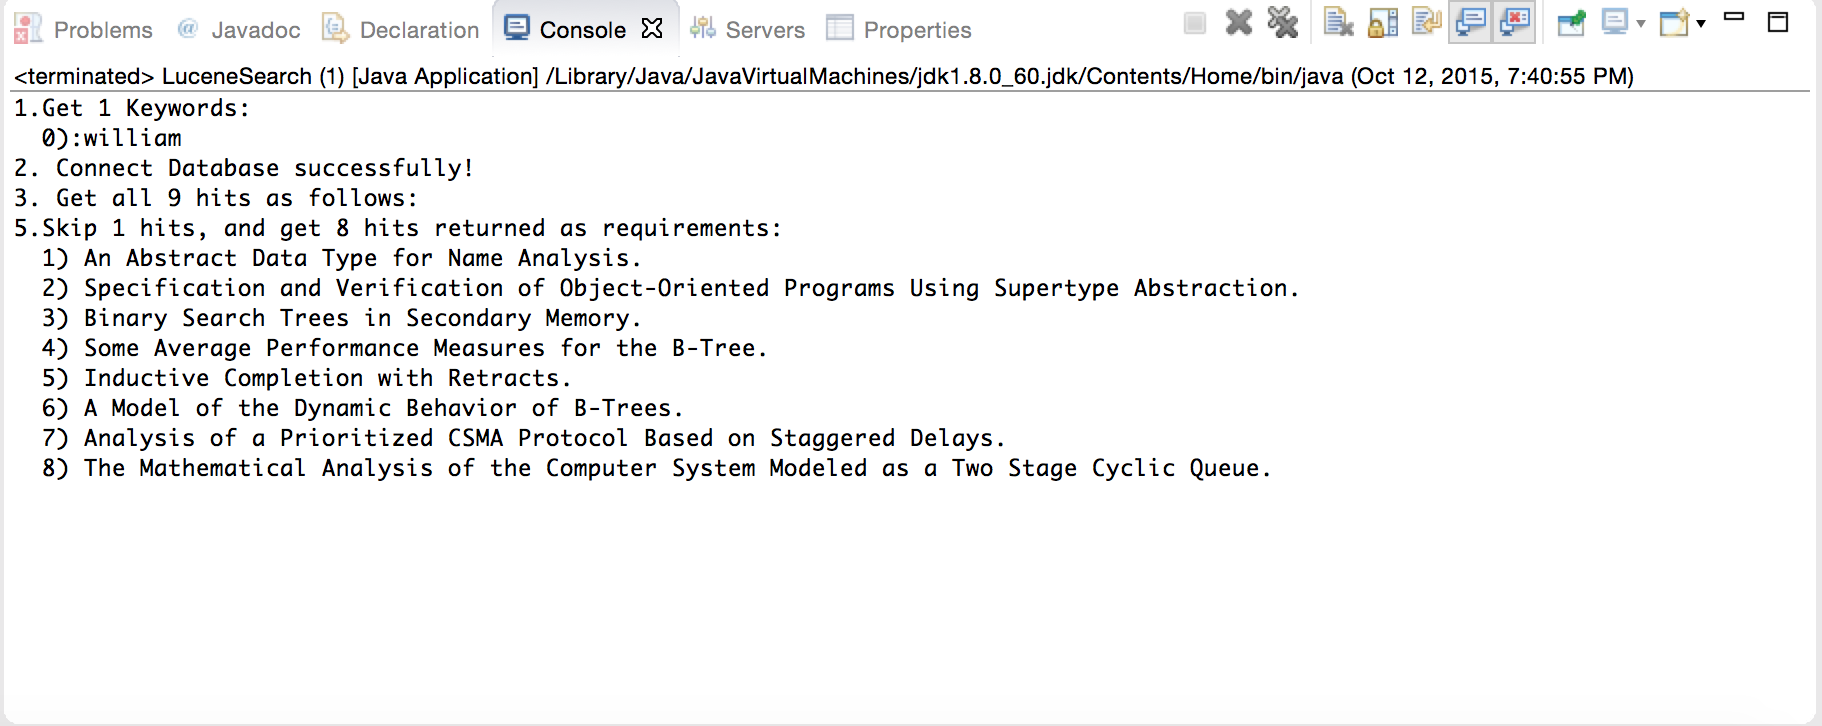 Problems @ Javadoc Declaration Console Servers Properties
<terminated> LuceneSearch (1) [Java Application] /Library/Java/JavaVirtualMachines/jdk1.8.0_60.jdk/Contents/Home/bin/java (Oct 12, 2015, 7:40:55 PM)
1.Get 1 Keywords:
  0):william
2. Connect Database successfully!
3. Get all 9 hits as follows:
5.Skip 1 hits, and get 8 hits returned as requirements:
  1) An Abstract Data Type for Name Analysis.
  2) Specification and Verification of Object-Oriented Programs Using Supertype Abstraction.
  3) Binary Search Trees in Secondary Memory.
  4) Some Average Performance Measures for the B-Tree.
  5) Inductive Completion with Retracts.
  6) A Model of the Dynamic Behavior of B-Trees.
  7) Analysis of a Prioritized CSMA Protocol Based on Staggered Delays.
  8) The Mathematical Analysis of the Computer System Modeled as a Two Stage Cyclic Queue.